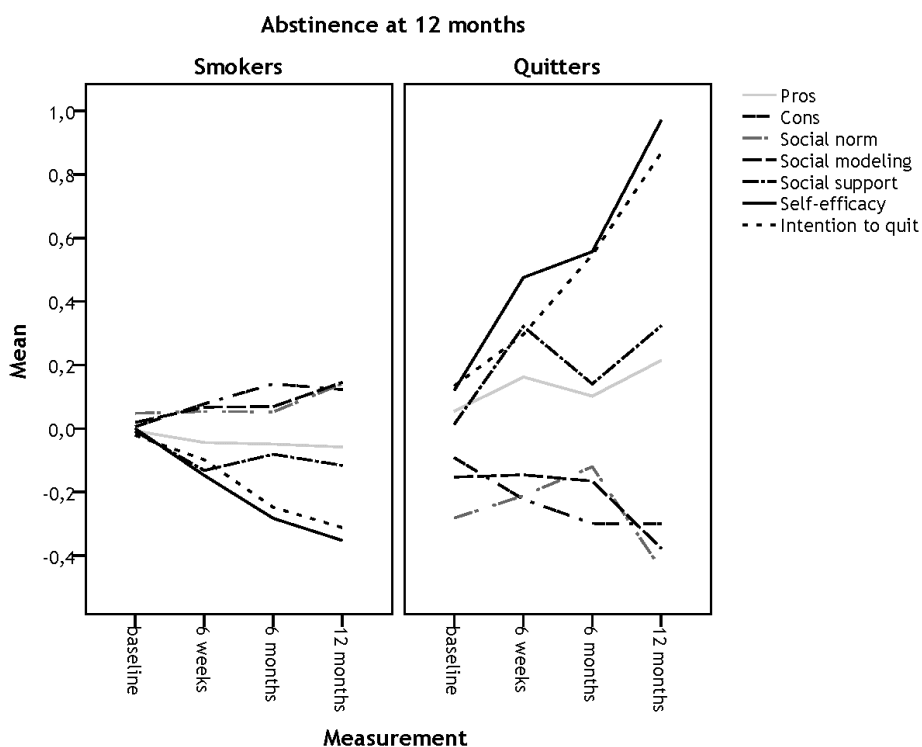 Abstinence at 12 months
Smokers
Quitters
Pros
Cons
Social norm
Social modeling
Social support
Self-efficacy
Intention to quit
1,0
0,8
0,6
0,4
0,2
0,0
-0,2
-0,4
Mean
baseline
6 weeks
6 months
12 months
baseline
6 weeks
6 months
12 months
Measurement